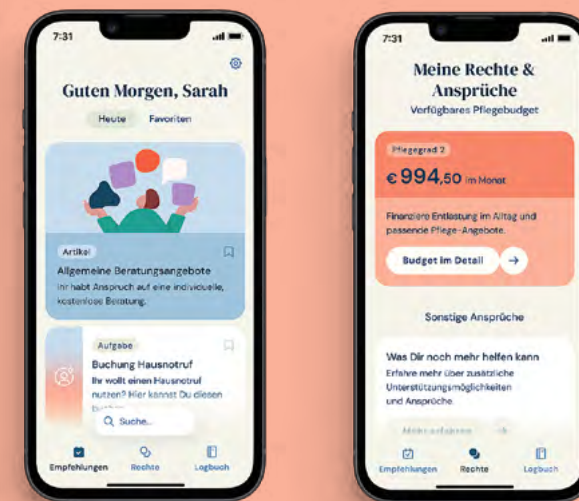 7:31
Guten Morgen, Sarah
Heute Favoriten
Artikel
Allgemeine Beratungsangebote
Ihr habt Anspruch auf eine individuelle,
kostenlose Beratung.
Aufgabe
Buchung Hausnotruf
Ihr wollt einen Hausnotruf
nutzen? Hier kannst Du diesen
Suche...
Empfehlungen Rechte Logbuch
7:31
Meine Rechte &
Ansprüche
Verfügbares Pflegebudget
Pflegegrad 2
€ 994,50 im Monat
Finanziere Entlastung im Alltag und
passende Pflege-Angebote.
Budget im Detail
Sonstige Ansprüche
Was Dir noch mehr helfen kann
Erfahre mehr über zusätzliche
Unterstützungsmöglichkeiten
und Ansprüche.
Mehr erfahren
Empfehlungen Rechte Logbuch